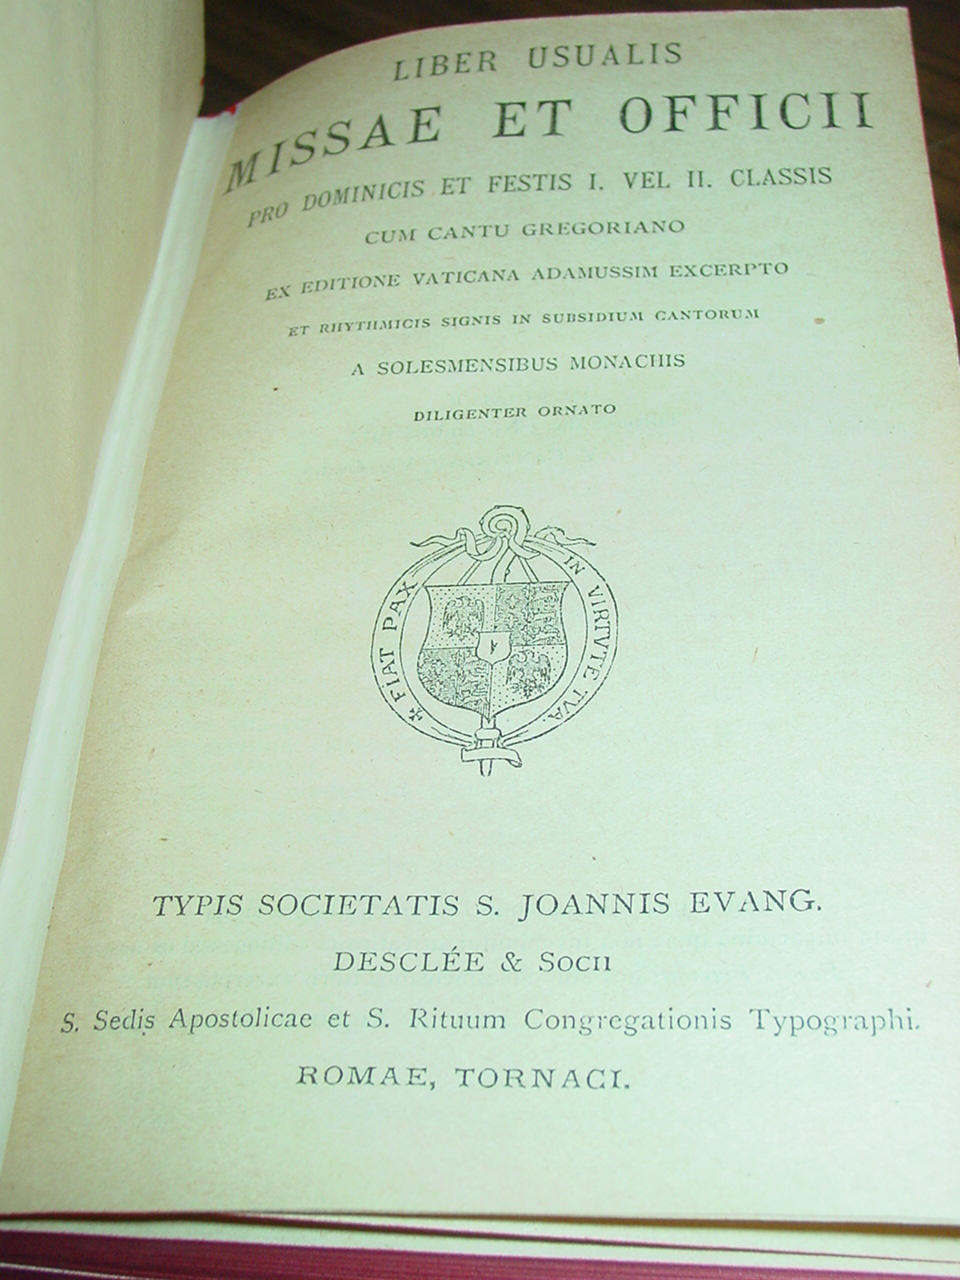 LIBER USUALIS
MISSAE ET OFFICII
PRO DOMINICIS ET FESTIS I. VEL II. CLASSIS
CUM CANTU GREGORIANO
EX EDITIONE VATICANA ADAMUSSIM EXCERPTO
ET RHYTHMICIS SIGNIS IN SUBSIDIUM CANTORUM
A SOLESMENSIBUS MONACHIS
DILIGENTER ORNATO
✠ FIAT PAX IN VIRTVTE TVA.
TYPIS SOCIETATIS S. JOANNIS EVANG.
DESCLÉE & SOCII
S. Sedis Apostolicae et S. Rituum Congregationis Typographi.
ROMAE, TORNACI.